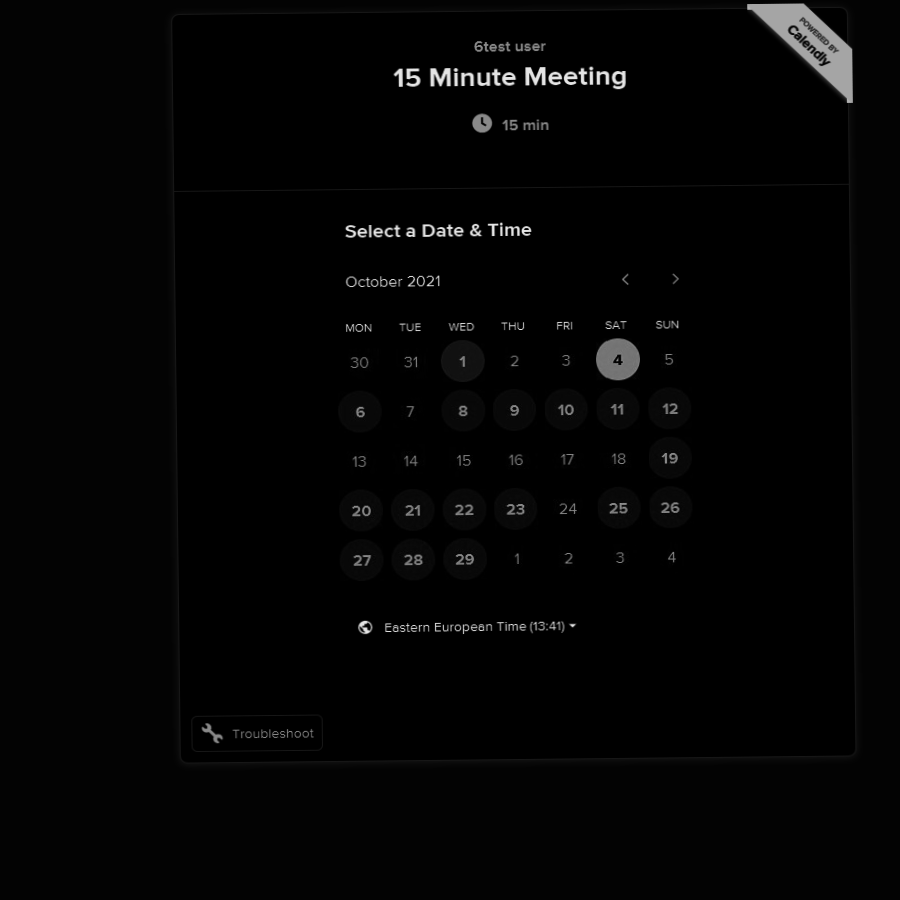 POWERED BY
Calendly
6test user
15 Minute Meeting
15 min
Select a Date & Time
October 2021
MON TUE WED THU FRI SAT SUN
30 31 1 2 3 4 5
6 7 8 9 10 11 12
13 14 15 16 17 18 19
20 21 22 23 24 25 26
27 28 29 1 2 3 4
Eastern European Time (13:41)
Troubleshoot